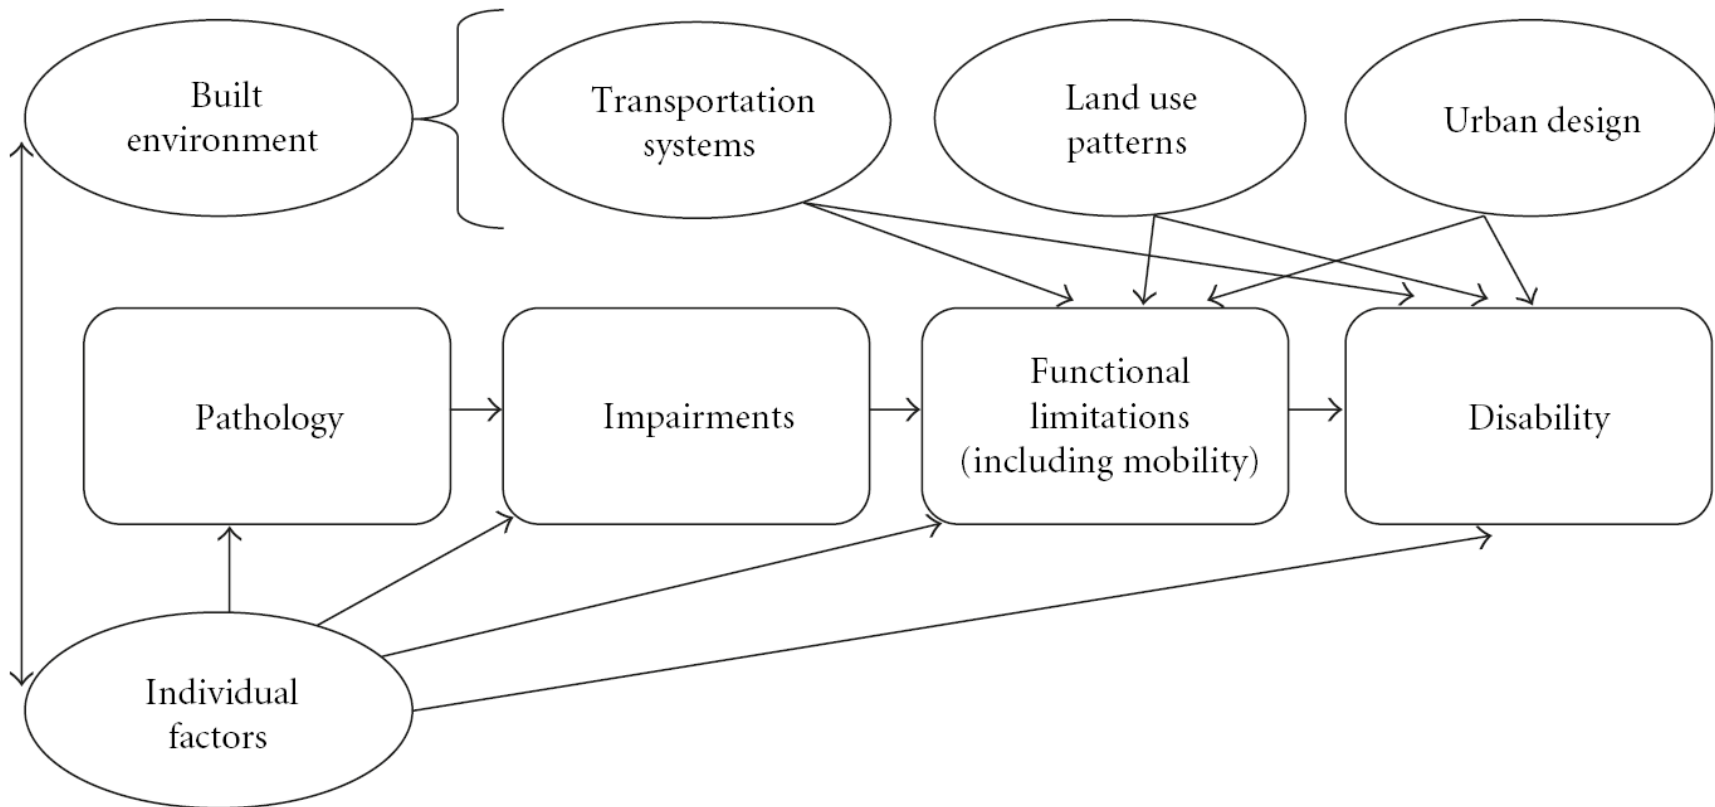 Built
environment
Transportation
systems
Land use
patterns
Urban design
Pathology
Impairments
Functional
limitations
(including mobility)
Disability
Individual
factors